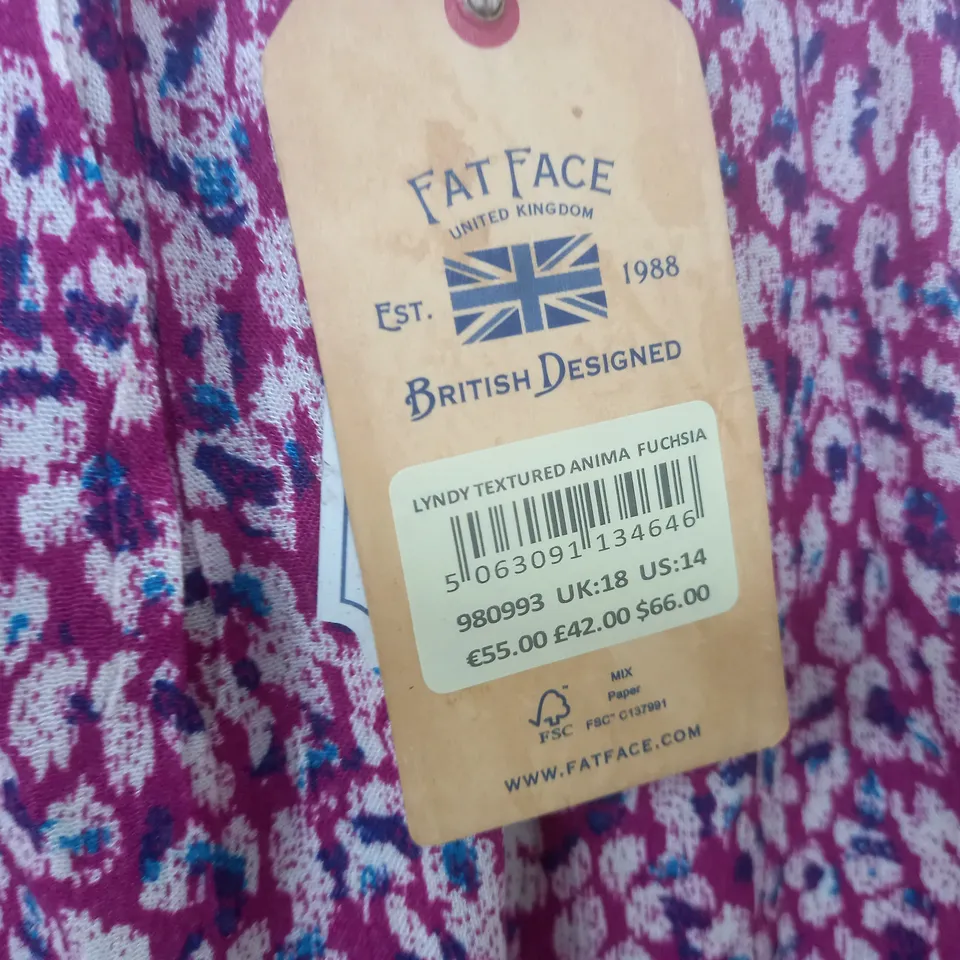 FAT FACE
UNITED KINGDOM
EST. 1988
BRITISH DESIGNED
LYNDY TEXTURED ANIMA FUCHSIA
5 063091 134646
980993 UK:18 US:14
€55.00 £42.00 $66.00
MIX
Paper
FSC™ C137991
FSC
WWW.FATFACE.COM